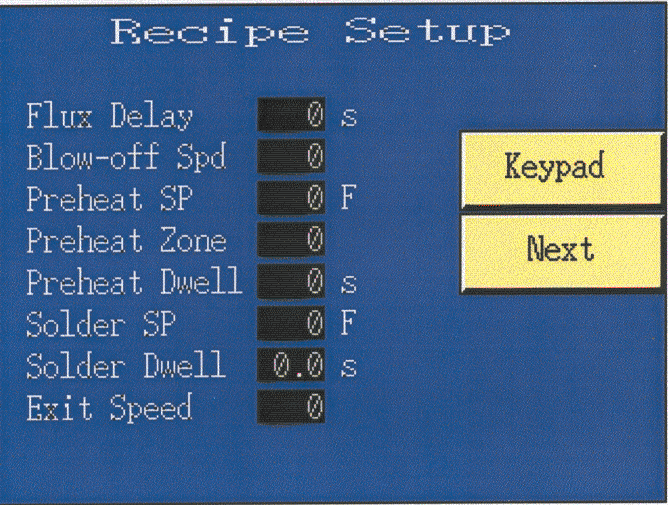 Recipe Setup
Flux Delay 0 s
Blow-off Spd 0
Preheat SP 0 F
Preheat Zone 0
Preheat Dwell 0 s
Solder SP 0 F
Solder Dwell 0.0 s
Exit Speed 0
Keypad
Next